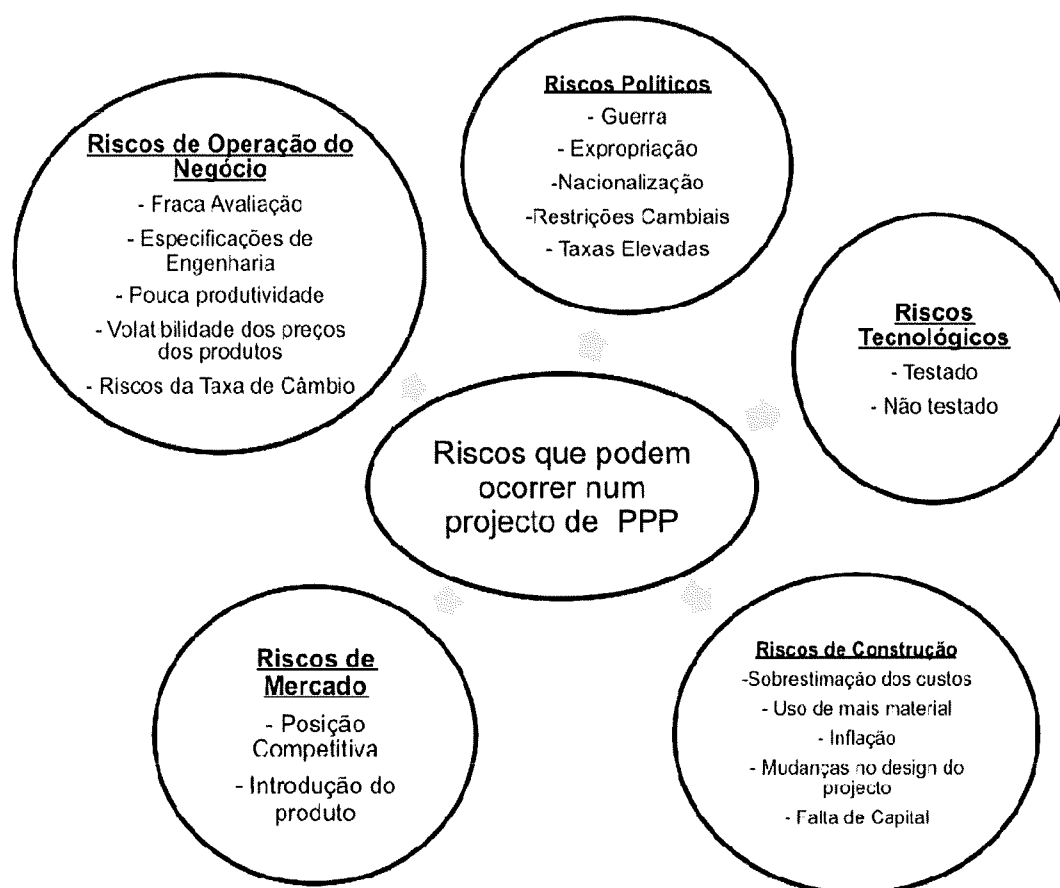 Riscos Políticos
- Guerra
- Expropriação
-Nacionalização
-Restrições Cambiais
- Taxas Elevadas
Riscos de Operação do
Negócio
- Fraca Avaliação
- Especificações de
Engenharia
- Pouca produtividade
- Volat bilidade dos preços
dos produtos
- Riscos da Taxa de Câmbio
Riscos
Tecnológicos
- Testado
- Não testado
Riscos que podem
ocorrer num
projecto de PPP
Riscos de
Mercado
- Posição
Competitiva
- Introdução do
produto
Riscos de Construção
-Sobrestimação dos custos
- Uso de mais material
- Inflação
- Mudanças no design do
projecto
- Falta de Capital